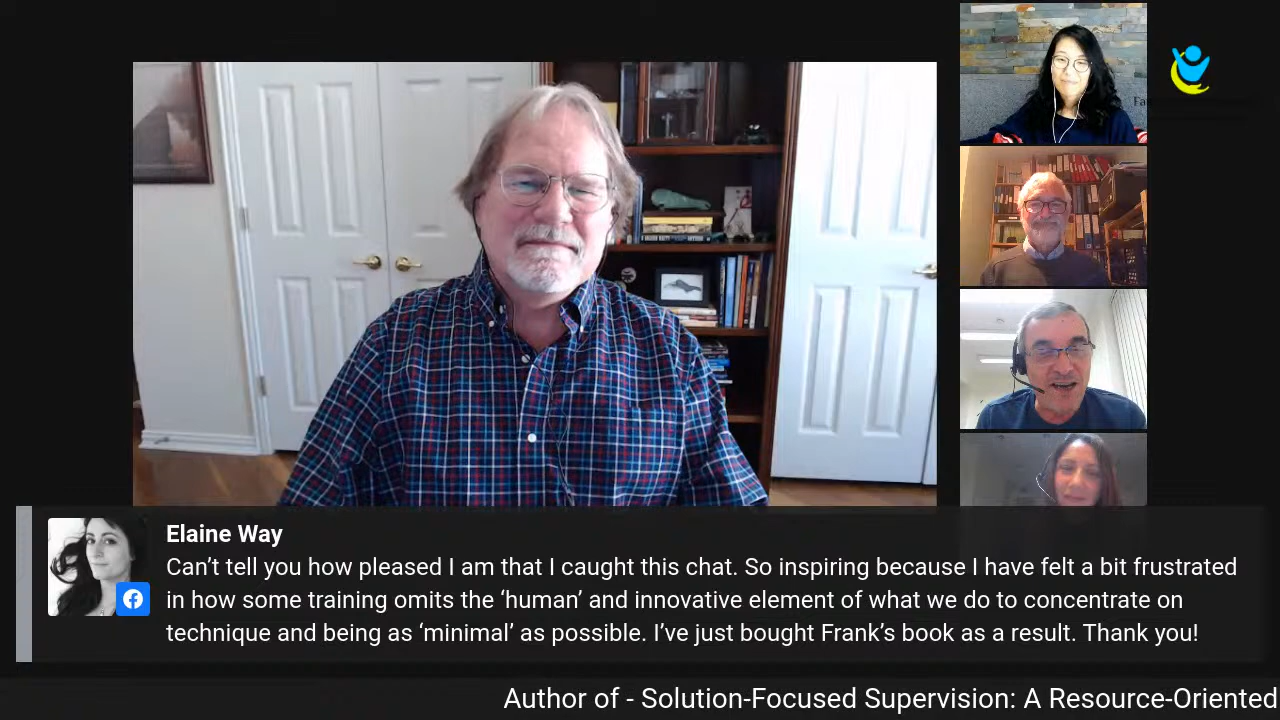 Elaine Way
Can’t tell you how pleased I am that I caught this chat. So inspiring because I have felt a bit frustrated
in how some training omits the ‘human’ and innovative element of what we do to concentrate on
technique and being as ‘minimal’ as possible. I’ve just bought Frank’s book as a result. Thank you!
Author of - Solution-Focused Supervision: A Resource-Oriented